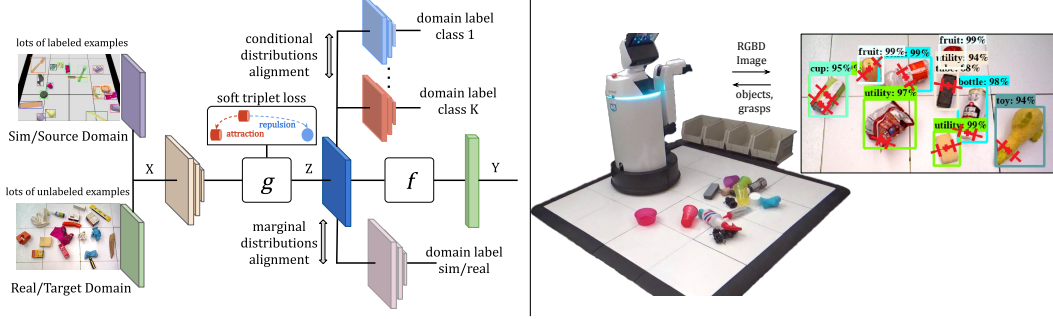 lots of labeled examples
Sim/Source Domain
lots of unlabeled examples
Real/Target Domain
X
soft triplet loss
repulsion
attraction
g
Z
conditional
distributions
alignment
marginal
distributions
alignment
domain label
class 1
domain label
class K
f
Y
domain label
sim/real
RGBD
Image
objects,
grasps
fruit: 99%
fruit: 99%
99%
utility: 94%
cup: 95%
68%
bottle: 98%
utility: 97%
toy: 94%
utility: 99%